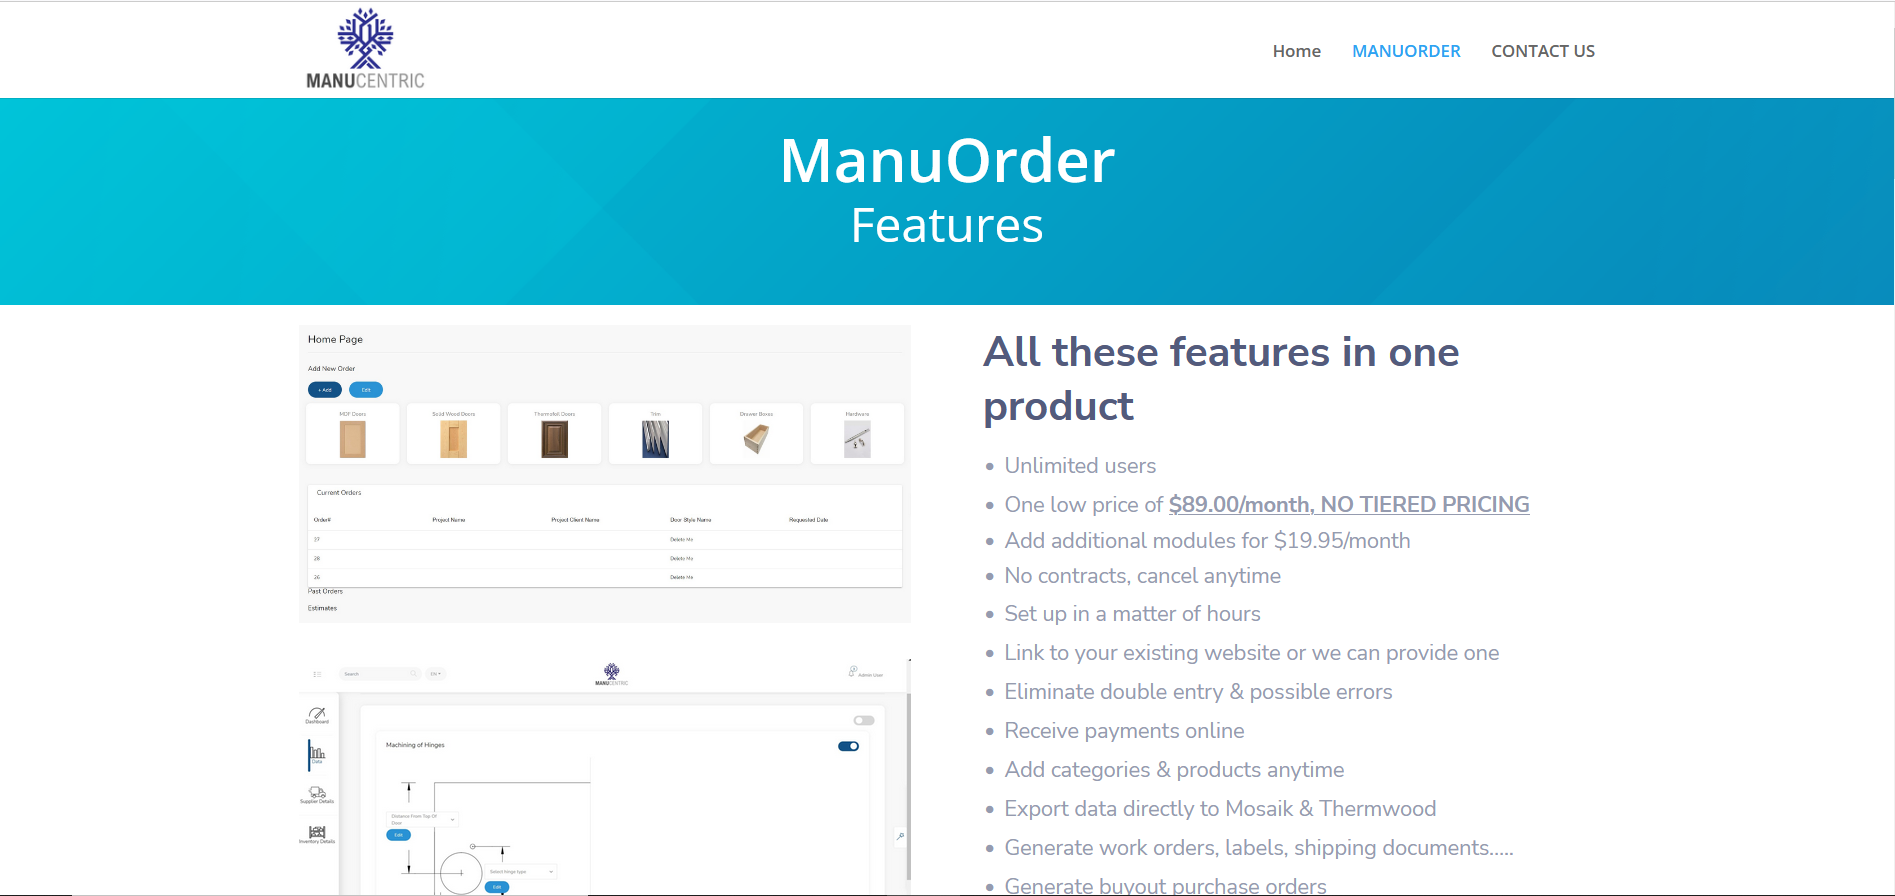 MANUCENTRIC
Home MANUORDER CONTACT US
ManuOrder
Features
Home Page
Add New Order
+ Add Edit
MDF Doors Solid Wood Doors Thermofoil Doors Trim Drawer Boxes Hardware
Current Orders
Order# Project Name Project Client Name Door Style Name Requested Date
27 Delete Me
28 Delete Me
26 Delete Me
Past Orders
Estimates
Search EN
MANUCENTRIC
Admin User
Dashboard
Data
Supplier Details
Inventory Details
Machining of Hinges
Distance From Top Of
Door
Edit
Select hinge type
Edit
All these features in one
product
• Unlimited users
• One low price of $89.00/month, NO TIERED PRICING
• Add additional modules for $19.95/month
• No contracts, cancel anytime
• Set up in a matter of hours
• Link to your existing website or we can provide one
• Eliminate double entry & possible errors
• Receive payments online
• Add categories & products anytime
• Export data directly to Mosaik & Thermwood
• Generate work orders, labels, shipping documents.....
• Generate buyout purchase orders